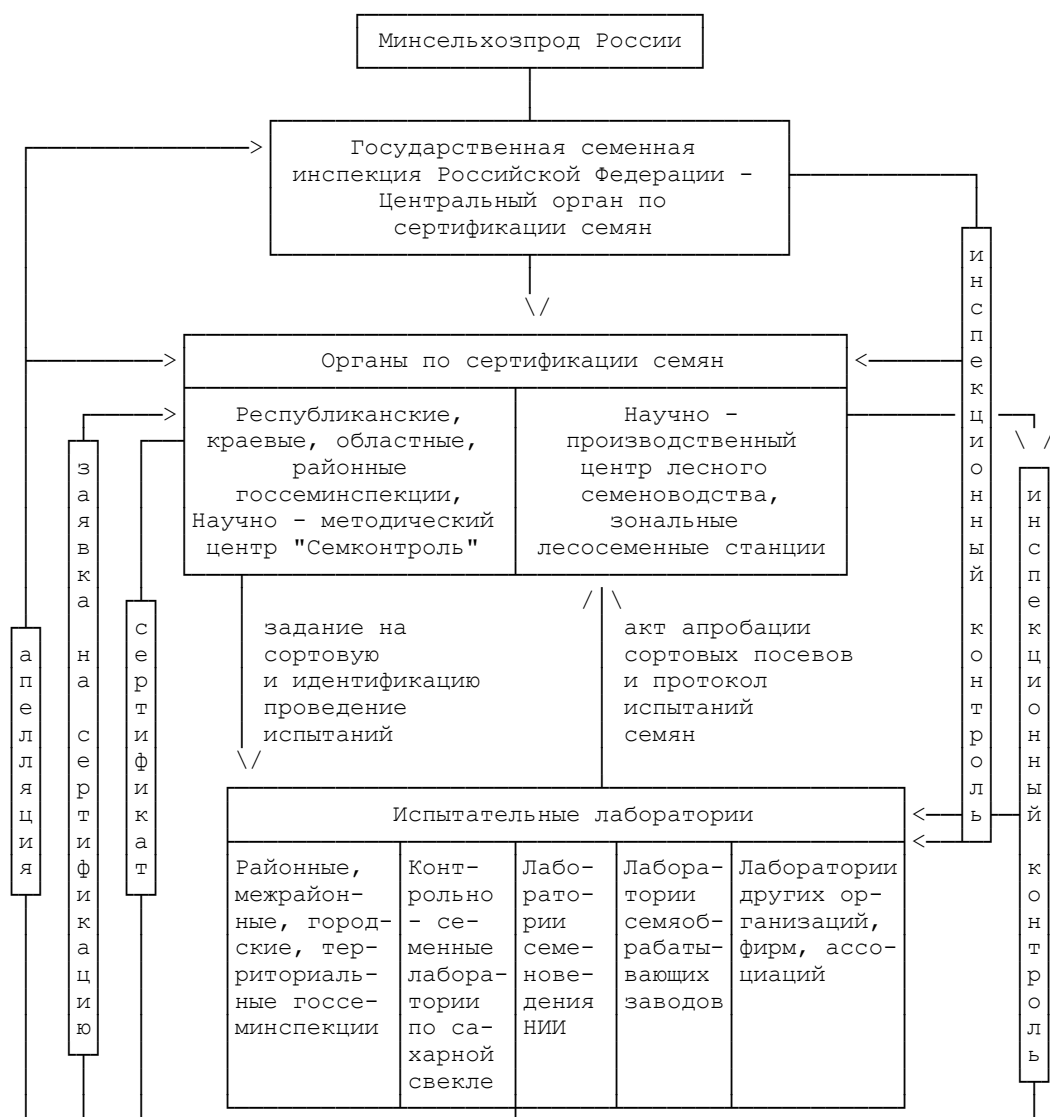 Минсельхозпрод России
Государственная семенная
инспекция Российской Федерации -
Центральный орган по
сертификации семян
Органы по сертификации семян
Республиканские,
краевые, областные,
районные
госсеминспекции,
Научно - методический
центр "Семконтроль"
Научно -
производственный
центр лесного
семеноводства,
зональные
лесосеменные станции
задание на
сортовую
и идентификацию
проведение
испытаний
акт апробации
сортовых посевов
и протокол
испытаний
семян
Испытательные лаборатории
Районные,
межрайон-
ные, город-
ские, тер-
риториаль-
ные госсе-
минспекции
Конт-
рольно
- се-
менные
лабора-
тории
по са-
харной
свекле
Лабо-
рато-
рии
семе-
нове-
дения
НИИ
Лабора-
тории
семяоб-
рабаты-
вающих
заводов
Лаборатории
других ор-
ганизаций,
фирм, ассо-
циаций
апелляция
заявка на сертификацию
сертификат
инспекционный контроль
инспекционный контроль